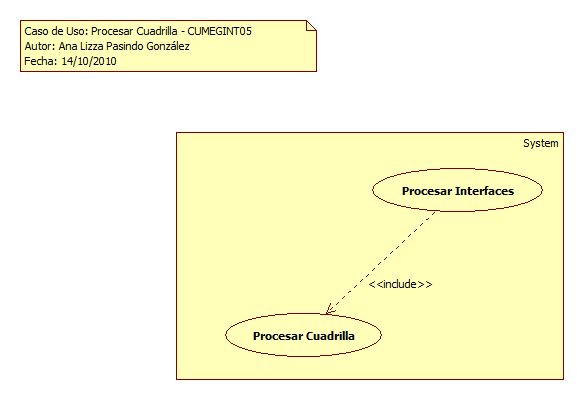 Caso de Uso: Procesar Cuadrilla - CUMEGINT05
Autor: Ana Lizza Pasindo González
Fecha: 14/10/2010
System
Procesar Interfaces
<<include>>
Procesar Cuadrilla